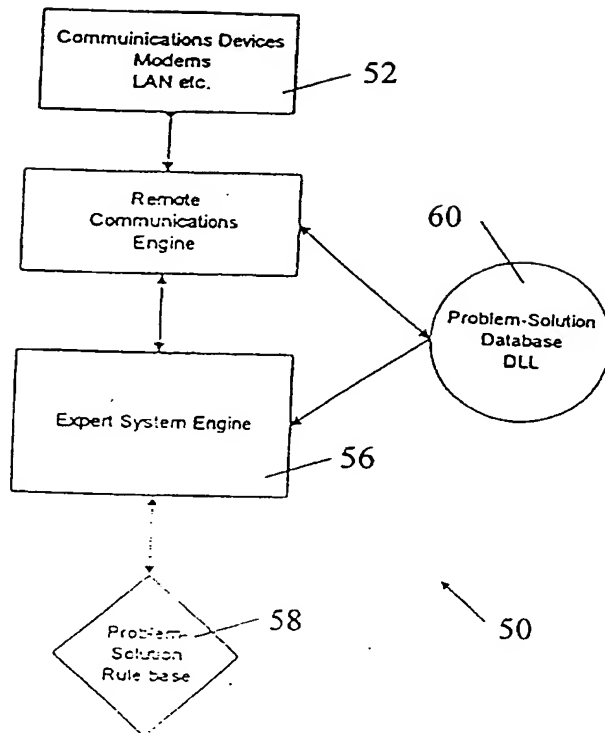 Commuinications Devices
Modems
LAN etc.
52
Remote
Communications
Engine
60
Problem-Solution
Database
DLL
Expert System Engine
56
58
Problem-
Solution
Rule base
50